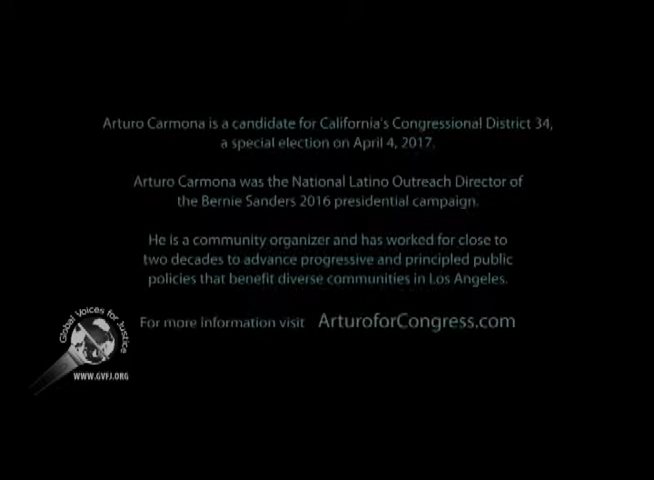 Arturo Carmona is a candidate for California's Congressional District 34,
a special election on April 4, 2017.
Arturo Carmona was the National Latino Outreach Director of
the Bernie Sanders 2016 presidential campaign.
He is a community organizer and has worked for close to
two decades to advance progressive and principled public
policies that benefit diverse communities in Los Angeles.
For more information visit ArturoforCongress.com
Global Voices for Justice
WWW.GVFJ.ORG